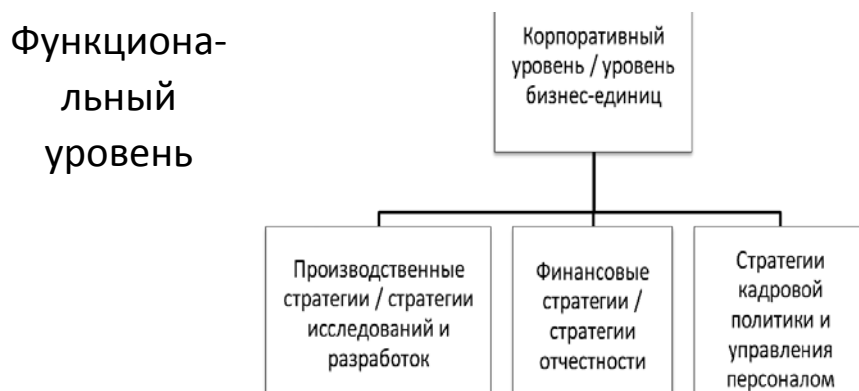 Функциона-
льный
уровень
Корпоративный
уровень / уровень
бизнес-единиц
Производственные
стратегии / стратегии
исследований и
разработок
Финансовые
стратегии /
стратегии
отчестности
Стратегии
кадровой
политики и
управления
персоналом